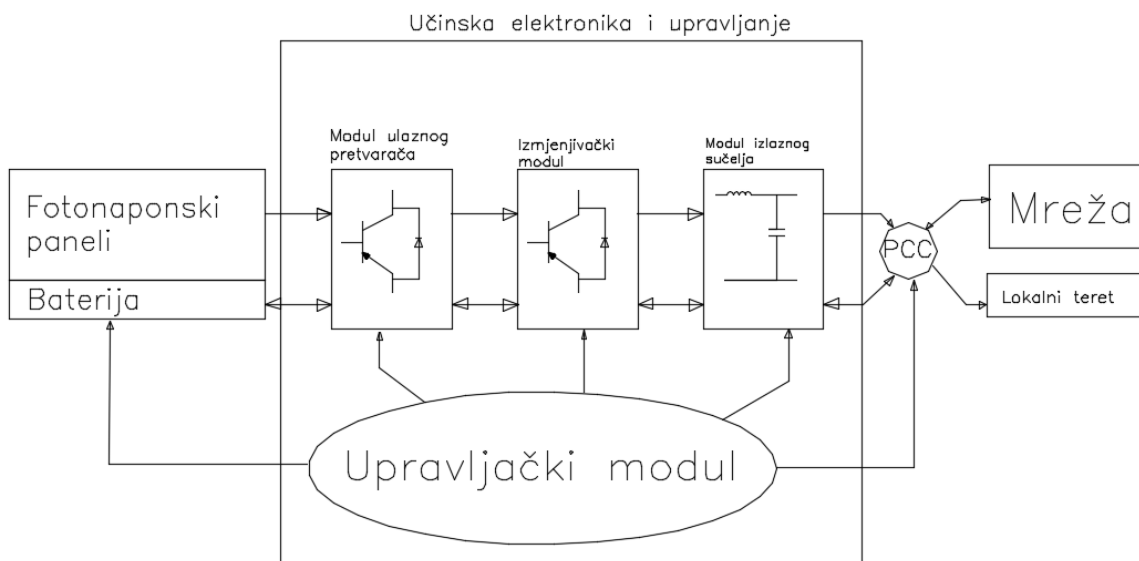 Učinska elektronika i upravljanje
Modul ulaznog
pretvarača
Izmjenjivački
modul
Modul izlaznog
sučelja
Fotonaponski
paneli
Baterija
PCC
Mreža
Lokalni teret
Upravljački modul